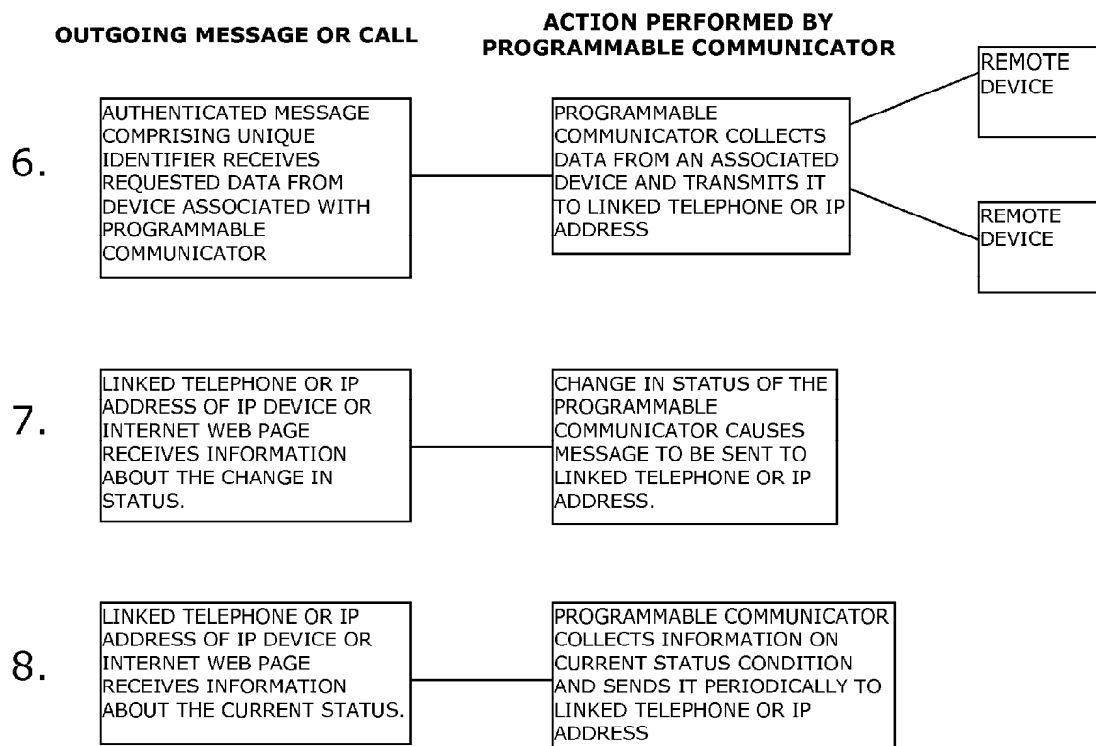 OUTGOING MESSAGE OR CALL
ACTION PERFORMED BY
PROGRAMMABLE COMMUNICATOR
6.
AUTHENTICATED MESSAGE
COMPRISING UNIQUE
IDENTIFIER RECEIVES
REQUESTED DATA FROM
DEVICE ASSOCIATED WITH
PROGRAMMABLE
COMMUNICATOR
PROGRAMMABLE
COMMUNICATOR COLLECTS
DATA FROM AN ASSOCIATED
DEVICE AND TRANSMITS IT
TO LINKED TELEPHONE OR IP
ADDRESS
REMOTE
DEVICE
REMOTE
DEVICE
7.
LINKED TELEPHONE OR IP
ADDRESS OF IP DEVICE OR
INTERNET WEB PAGE
RECEIVES INFORMATION
ABOUT THE CHANGE IN
STATUS.
CHANGE IN STATUS OF THE
PROGRAMMABLE
COMMUNICATOR CAUSES
MESSAGE TO BE SENT TO
LINKED TELEPHONE OR IP
ADDRESS.
8.
LINKED TELEPHONE OR IP
ADDRESS OF IP DEVICE OR
INTERNET WEB PAGE
RECEIVES INFORMATION
ABOUT THE CURRENT STATUS.
PROGRAMMABLE COMMUNICATOR
COLLECTS INFORMATION ON
CURRENT STATUS CONDITION
AND SENDS IT PERIODICALLY TO
LINKED TELEPHONE OR IP
ADDRESS